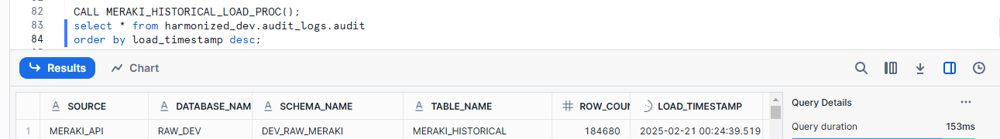 82 CALL MERAKI_HISTORICAL_LOAD_PROC();
83 select * from harmonized_dev.audit_logs.audit
84 order by load_timestamp desc;
Results Chart
SOURCE DATABASE_NAM SCHEMA_NAME TABLE_NAME ROW_COUN LOAD_TIMESTAMP Query Details
1 MERAKI_API RAW_DEV DEV_RAW_MERAKI MERAKI_HISTORICAL 184680 2025-02-21 00:24:39.519 Query duration 153ms